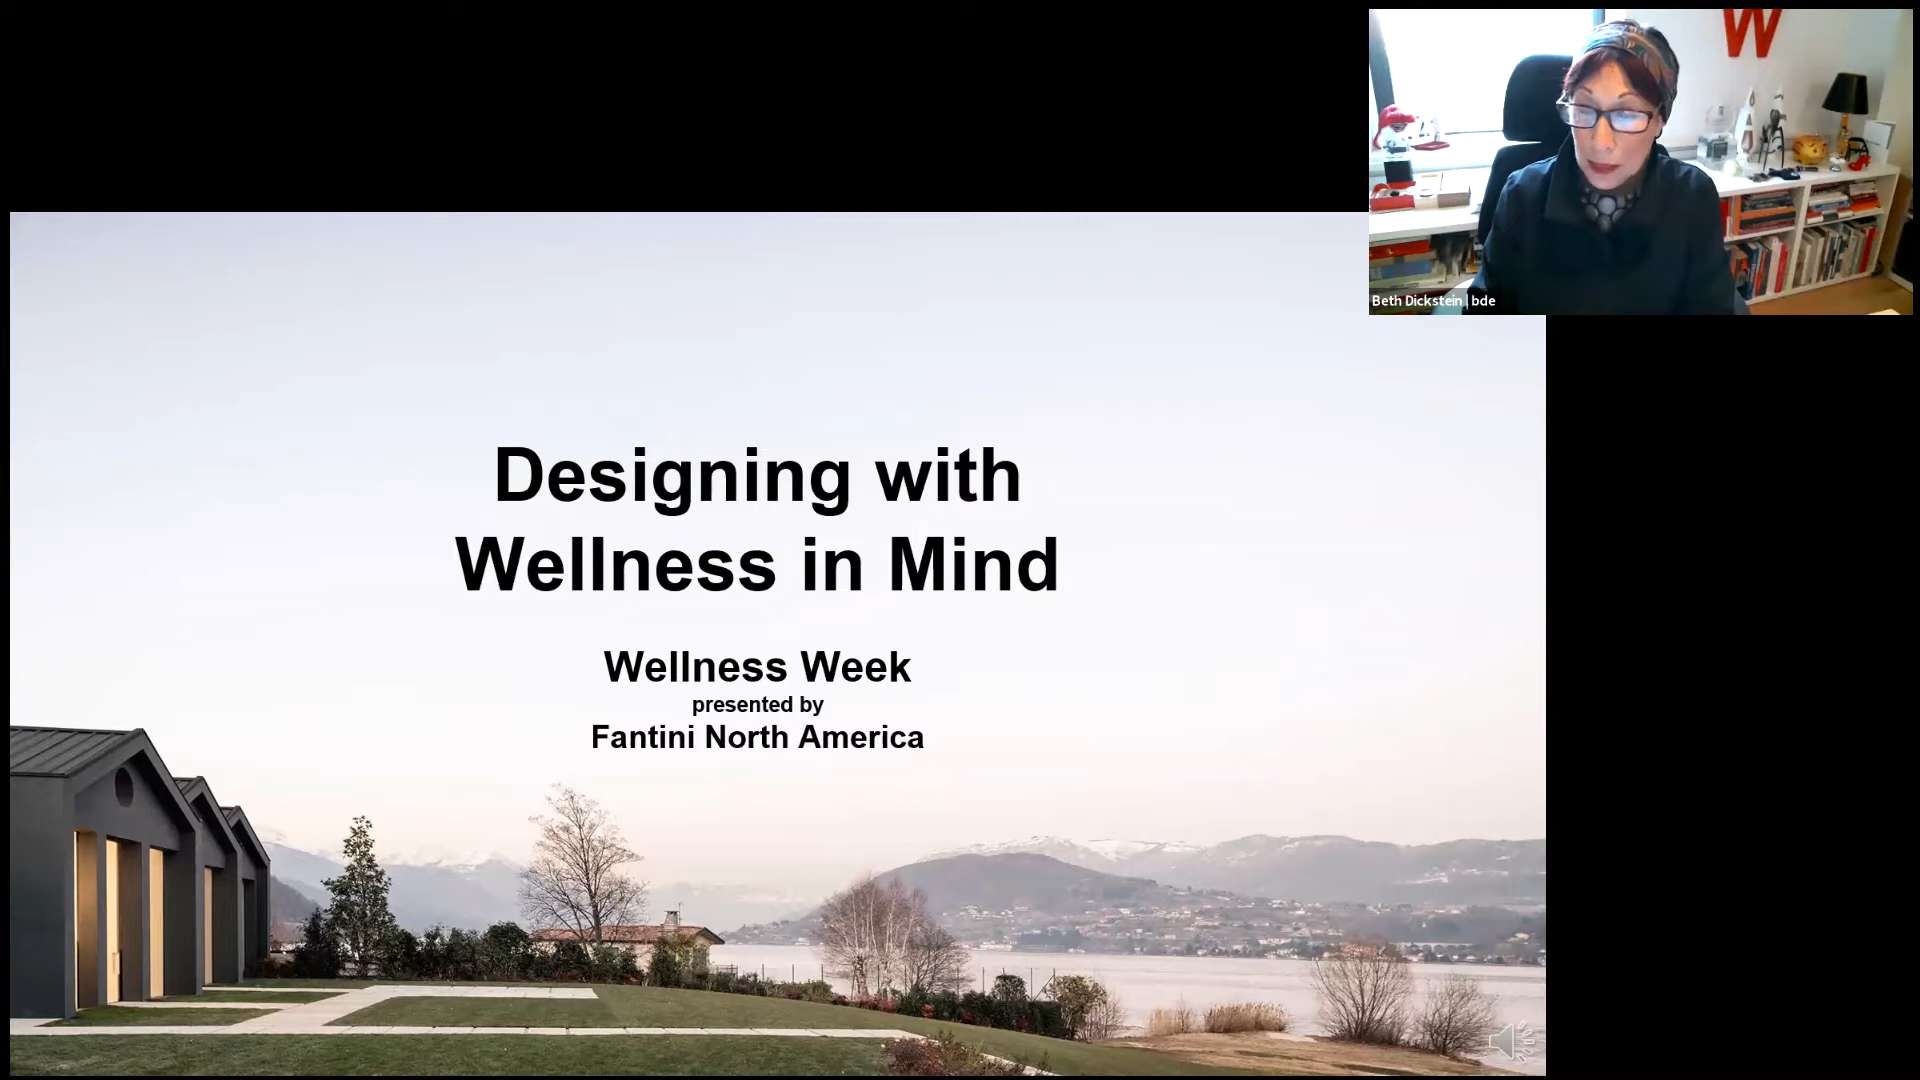 W
Beth Dickstein | bde
Designing with
Wellness in Mind
Wellness Week
presented by
Fantini North America